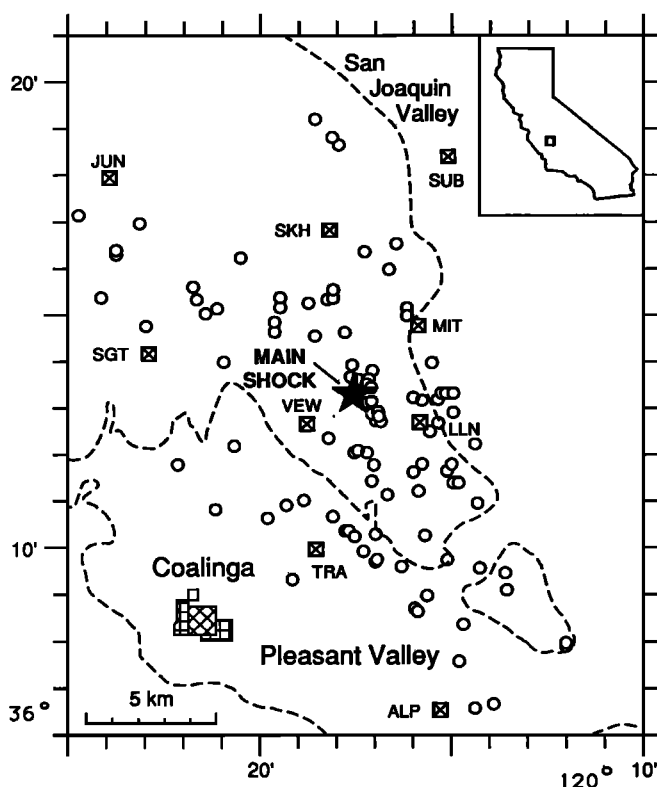 20'
San
Joaquin
Valley
JUN
SUB
SKH
MIT
SGT
MAIN
SHOCK
VEW
LLN
10'
TRA
Coalinga
Pleasant Valley
5 km
ALP
36°
20'
120°
10'